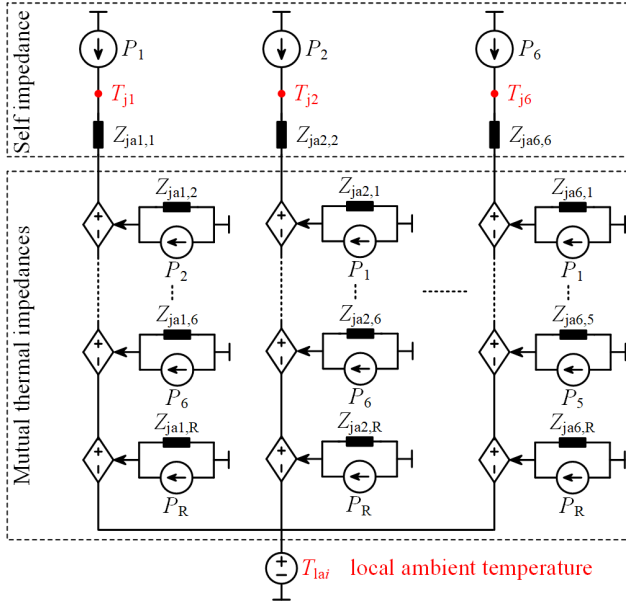 Self impedance
P1 P2 P6
Tj1 Tj2 Tj6
Zja1,1 Zja2,2 Zja6,6
Mutual thermal impedances
Zja1,2 Zja2,1 Zja6,1
+ + +
- - -
P2 P1 P1
Zja1,6 Zja2,6 Zja6,5
+ + +
- - -
P6 P6 P5
Zja1,R Zja2,R Zja6,R
+ + +
- - -
PR PR PR
+
-
Tlai local ambient temperature